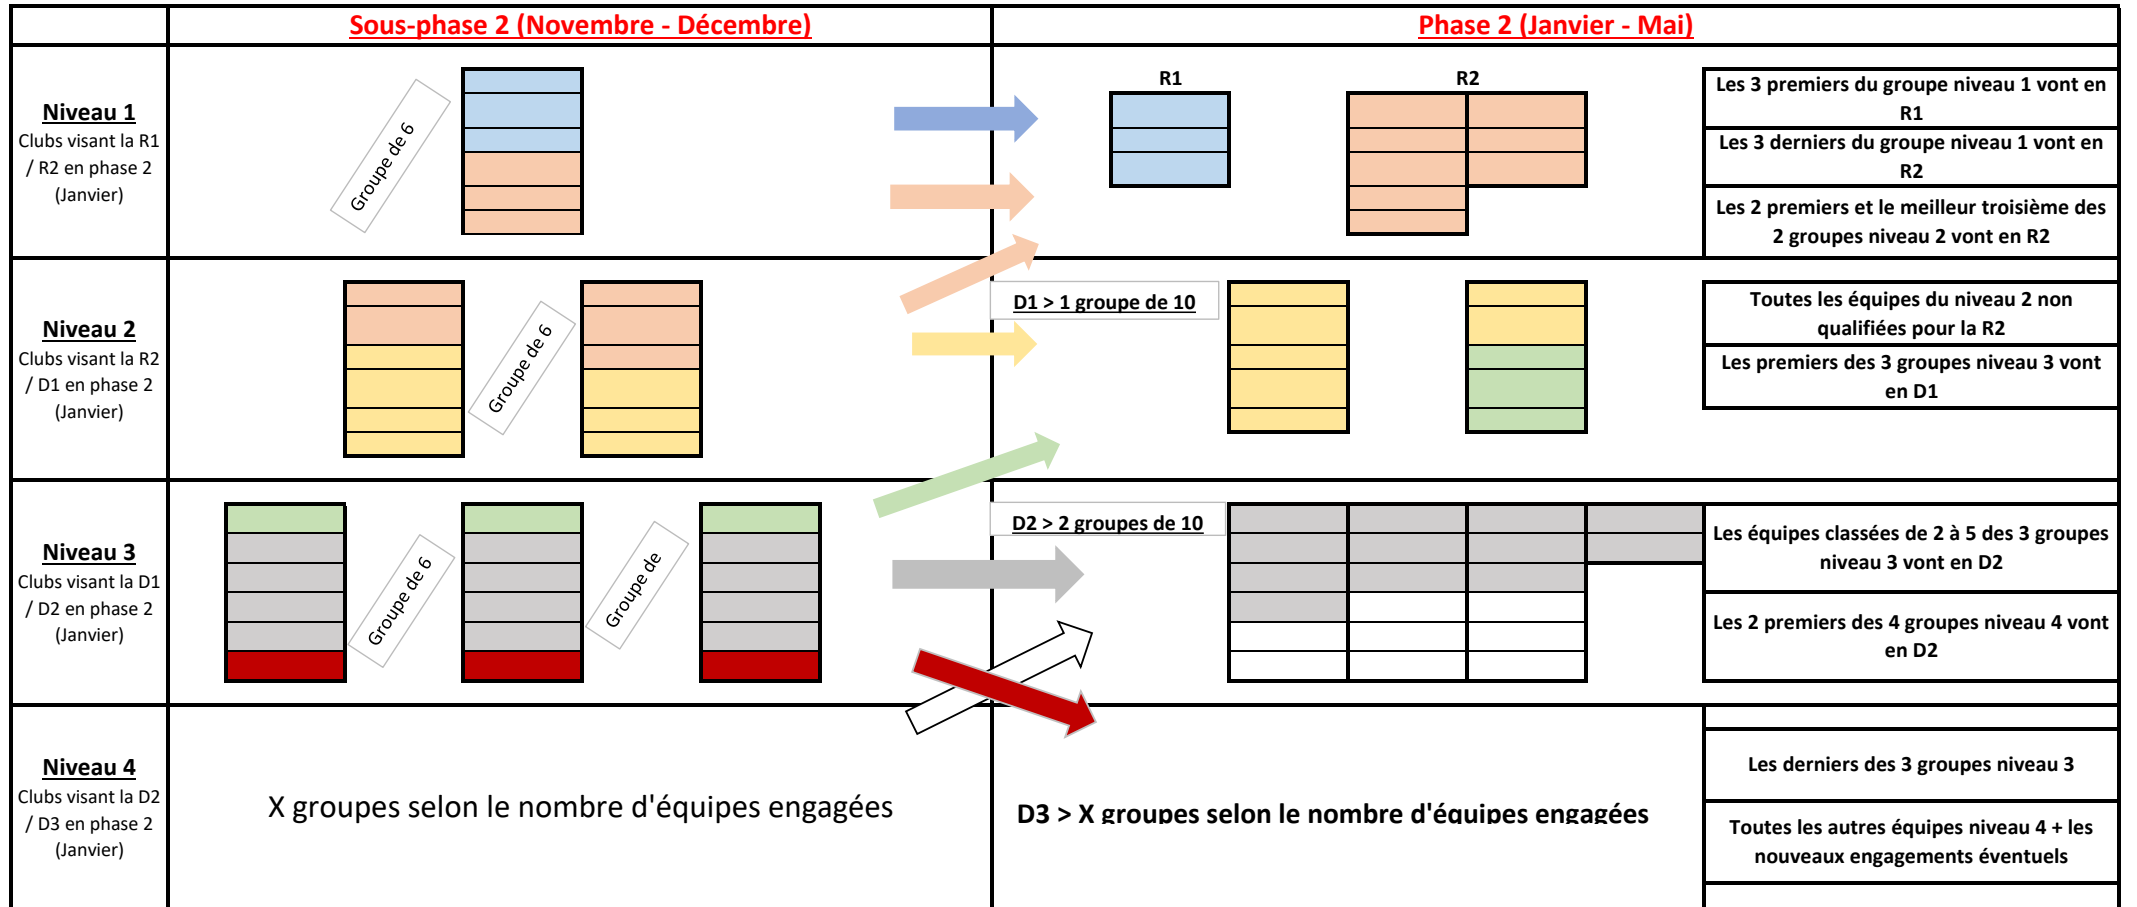 Sous-phase 2 (Novembre - Décembre)
Phase 2 (Janvier - Mai)
Niveau 1
Clubs visant la R1
/ R2 en phase 2
(Janvier)
Groupe de 6
R1
R2
Les 3 premiers du groupe niveau 1 vont en
R1
Les 3 derniers du groupe niveau 1 vont en
R2
Les 2 premiers et le meilleur troisième des
2 groupes niveau 2 vont en R2
Niveau 2
Clubs visant la R2
/ D1 en phase 2
(Janvier)
Groupe de 6
D1 > 1 groupe de 10
Toutes les équipes du niveau 2 non
qualifiées pour la R2
Les premiers des 3 groupes niveau 3 vont
en D1
Niveau 3
Clubs visant la D1
/ D2 en phase 2
(Janvier)
Groupe de 6
Groupe de
D2 > 2 groupes de 10
Les équipes classées de 2 à 5 des 3 groupes
niveau 3 vont en D2
Les 2 premiers des 4 groupes niveau 4 vont
en D2
Niveau 4
Clubs visant la D2
/ D3 en phase 2
(Janvier)
X groupes selon le nombre d'équipes engagées
D3 > X groupes selon le nombre d'équipes engagées
Les derniers des 3 groupes niveau 3
Toutes les autres équipes niveau 4 + les
nouveaux engagements éventuels